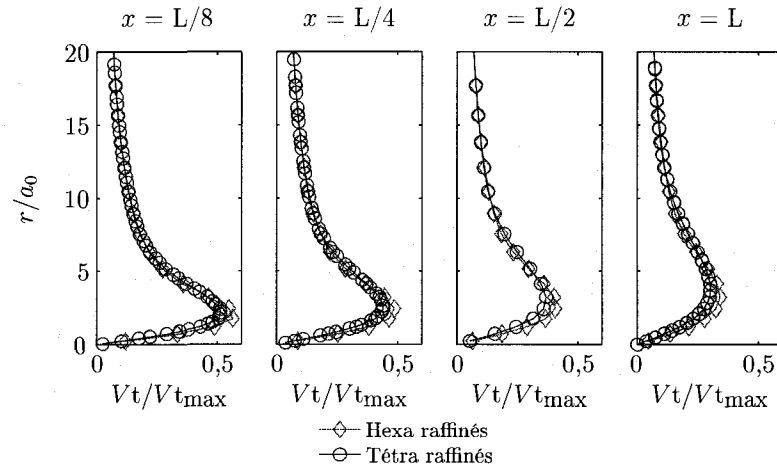 x = L/8
x = L/4
x = L/2
x = L
r/a₀
20
15
10
5
0
0 0,5
0 0,5
0 0,5
0 0,5
Vt/Vtmax
Vt/Vtmax
Vt/Vtmax
Vt/Vtmax
Hexa raffinés
Tétra raffinés